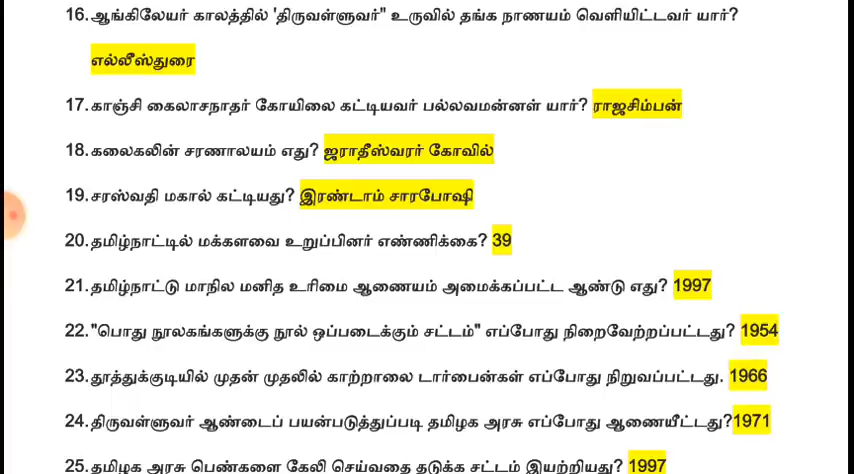 16.ஆங்கிலேயர் காலத்தில் 'திருவள்ளுவர்" உருவில் தங்க நாணயம் வெளியிட்டவர் யார்?
எல்லீஸ்துரை
17.காஞ்சி கைலாசநாதர் கோயிலை கட்டியவர் பல்லவமன்னள் யார்? ராஜசிம்பன்
18.கலைகலின் சரணாலயம் எது? ஜராதீஸ்வரர் கோவில்
19.சரஸ்வதி மகால் கட்டியது? இரண்டாம் சாரபோஷி
20.தமிழ்நாட்டில் மக்களவை உறுப்பினர் எண்ணிக்கை? 39
21.தமிழ்நாட்டு மாநில மனித உரிமை ஆணையம் அமைக்கப்பட்ட ஆண்டு எது? 1997
22."பொது நூலகங்களுக்கு நூல் ஒப்படைக்கும் சட்டம்" எப்போது நிறைவேற்றப்பட்டது? 1954
23.தூத்துக்குடியில் முதன் முதலில் காற்றாலை டார்பைன்கள் எப்போது நிறுவப்பட்டது. 1966
24.திருவள்ளுவர் ஆண்டைப் பயன்படுத்துப்படி தமிழக அரசு எப்போது ஆணையீட்டது?1971
25.தமிழக அரசு பெண்களை கேலி செய்வதை தடுக்க சட்டம் இயற்றியது? 1997